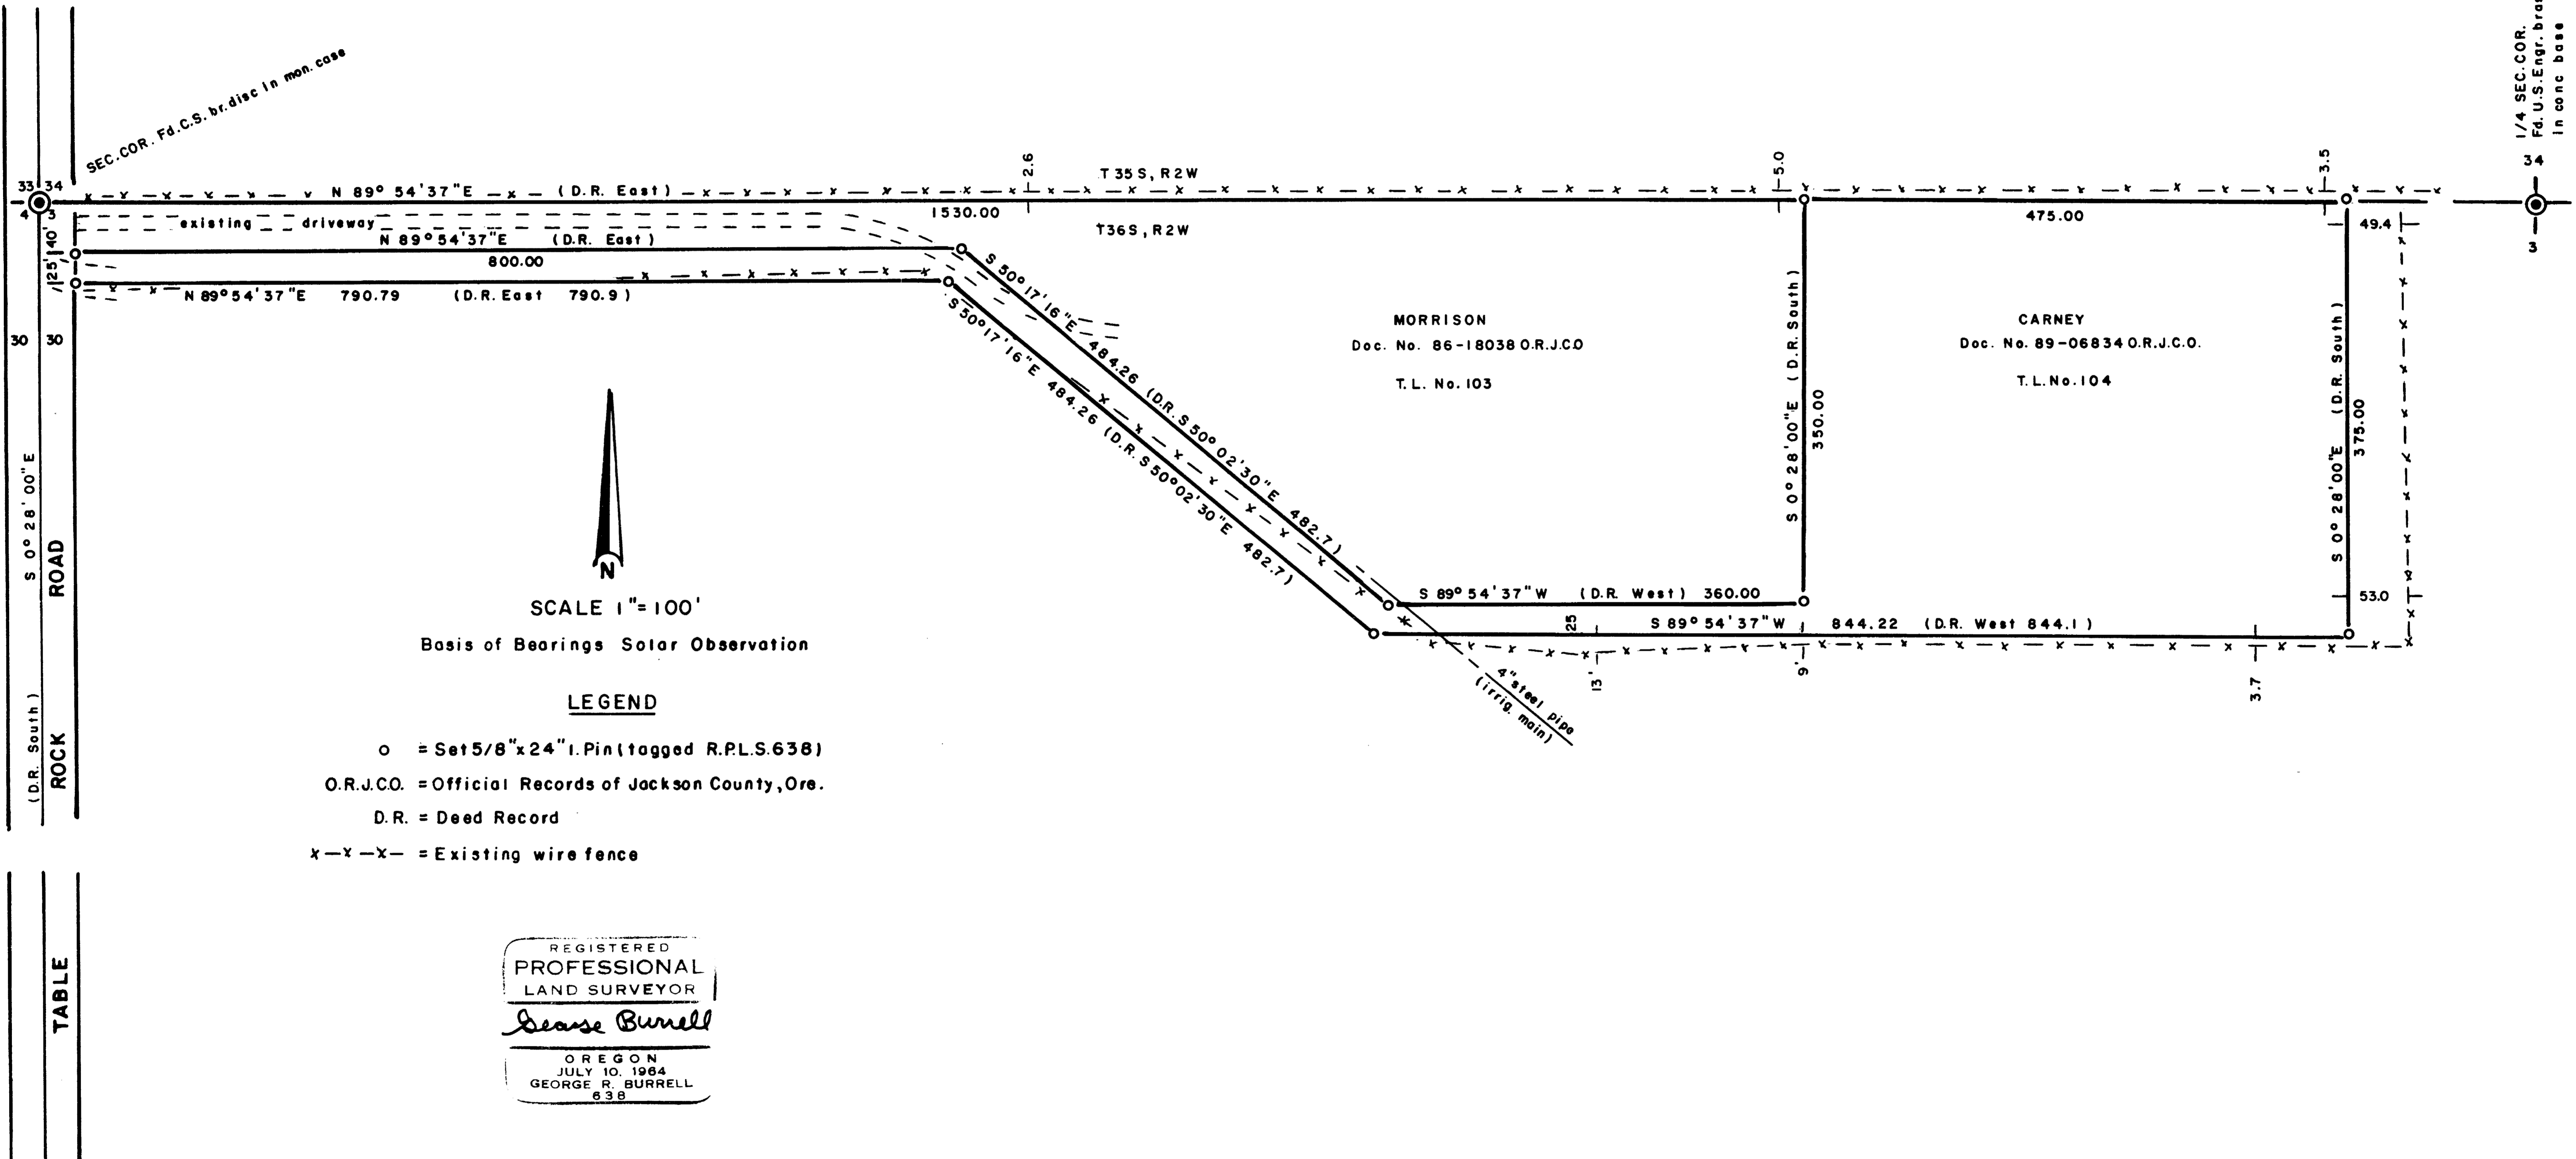 SEC. COR. Fd. C.S. br. disc in mon. case
1/4 SEC. COR.
Fd. U.S. Engr. bras
in conc base
33 34
4 3
34
3
N 89° 54' 37" E (D.R. East)
2.6
T 35 S, R 2 W
5.0
3.5
1530.00
T 36 S, R 2 W
475.00
existing driveway
40'
25'
N 89° 54' 37" E (D.R. East)
800.00
N 89° 54' 37" E 790.79 (D.R. East 790.9)
49.4
30 30
S 50° 17' 16" E 484.26 (D.R. S 50° 02' 30" E 482.7)
S 50° 17' 16" E 484.26 (D.R. S 50° 02' 30" E 482.7)
MORRISON
Doc. No. 86-18038 O.R.J.C.O
T.L. No. 103
CARNEY
Doc. No. 89-06834 O.R.J.C.O.
T.L. No. 104
S 0° 28' 00" E (D.R. South)
350.00
S 0° 28' 00" E (D.R. South)
375.00
S 0° 28' 00" E
(D.R. South)
TABLE ROCK ROAD
N
S 89° 54' 37" W (D.R. West) 360.00
53.0
25
S 89° 54' 37" W 844.22 (D.R. West 844.1)
13'
9'
3.7
4" steel pipe
(irrig. main)
SCALE 1" = 100'
Basis of Bearings Solar Observation
LEGEND
o = Set 5/8" x 24" I. Pin (tagged R.P.L.S. 638)
O.R.J.C.O. = Official Records of Jackson County, Ore.
D.R. = Deed Record
x—x—x— = Existing wire fence
REGISTERED
PROFESSIONAL
LAND SURVEYOR
George Burrell
OREGON
JULY 10, 1964
GEORGE R. BURRELL
638